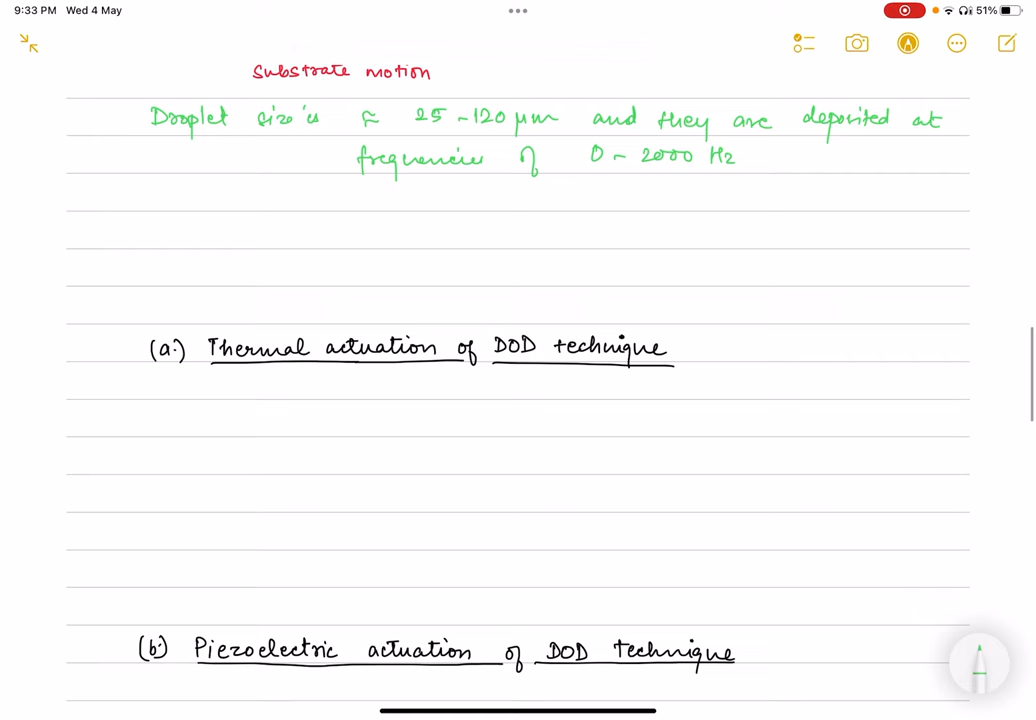 9:33 PM Wed 4 May
51%
substrate motion
Droplet size is ≈ 25 - 120 μm and they are deposited at
frequencies of 0 - 2000 Hz
(a.) Thermal actuation of DOD technique
(b.) Piezoelectric actuation of DOD technique